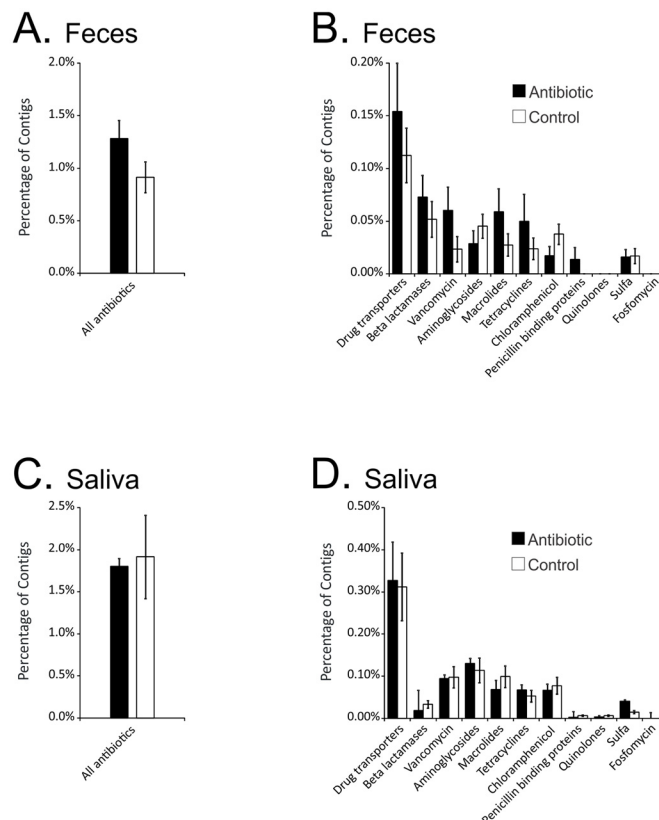 A. Feces
Percentage of Contigs
2.0%
1.5%
1.0%
0.5%
0.0%
All antibiotics
B. Feces
Percentage of Contigs
0.20%
0.15%
0.10%
0.05%
0.00%
Antibiotic
Control
Drug transporters
Beta lactamases
Vancomycin
Aminoglycosides
Macrolides
Tetracyclines
Chloramphenicol
Penicillin binding proteins
Quinolones
Sulfa
Fosfomycin
C. Saliva
Percentage of Contigs
2.5%
2.0%
1.5%
1.0%
0.5%
0.0%
All antibiotics
D. Saliva
Percentage of Contigs
0.50%
0.40%
0.30%
0.20%
0.10%
0.00%
Antibiotic
Control
Drug transporters
Beta lactamases
Vancomycin
Aminoglycosides
Macrolides
Tetracyclines
Chloramphenicol
Penicillin binding proteins
Quinolones
Sulfa
Fosfomycin